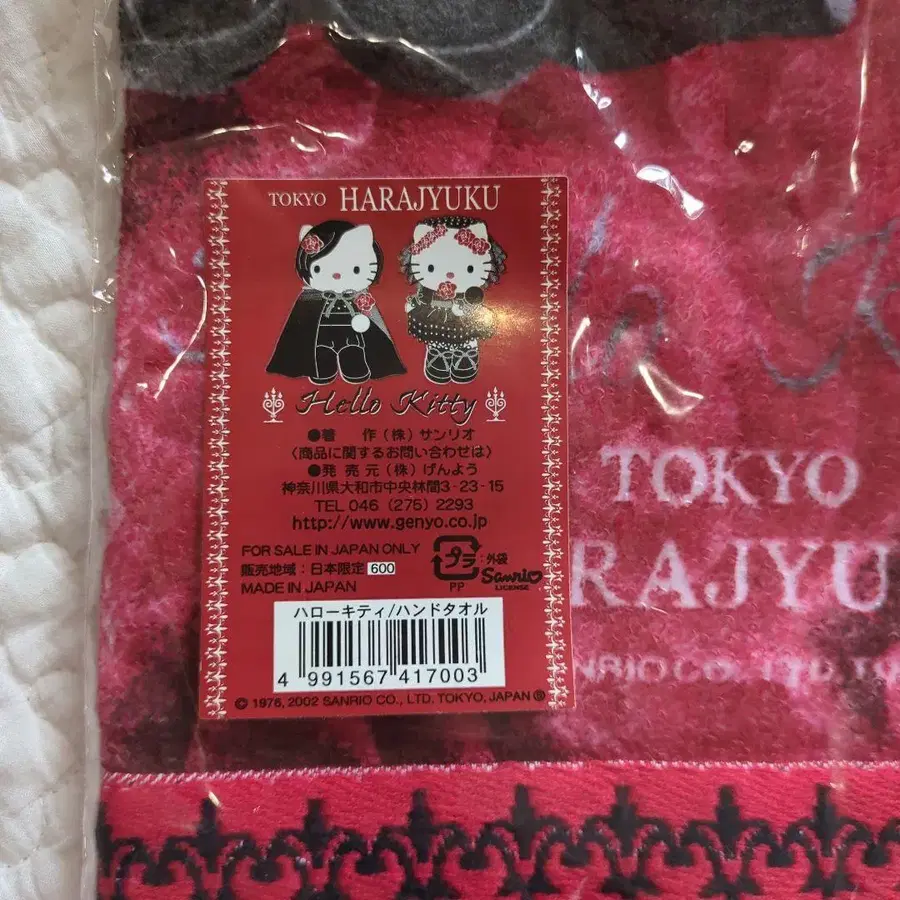 TOKYO HARAJYUKU
Hello Kitty
●著 作(株)サンリオ
〈商品に関するお問い合わせは〉
●発 売 元(株)げんよう
神奈川県大和市中央林間3-23-15
TEL 046 (275) 2293
http://www.genyo.co.jp
FOR SALE IN JAPAN ONLY
販売地域:日本限定 600
MADE IN JAPAN
プラ :外袋
PP
Sanrio
LICENSE
ハローキティ/ハンドタオル
4 991567 417003
© 1976, 2002 SANRIO CO., LTD. TOKYO, JAPAN ®
TOKYO
RAJYU
NRIO CO., LTD. T